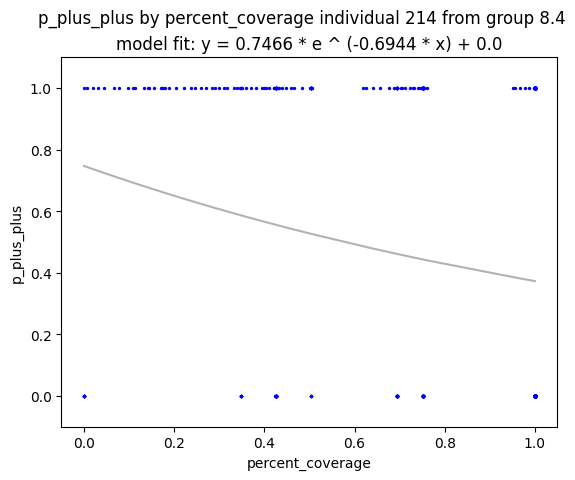 p_plus_plus by percent_coverage individual 214 from group 8.4
model fit: y = 0.7466 * e ^ (-0.6944 * x) + 0.0
1.0
0.8
0.6
0.4
0.2
0.0
p_plus_plus
0.0 0.2 0.4 0.6 0.8 1.0
percent_coverage